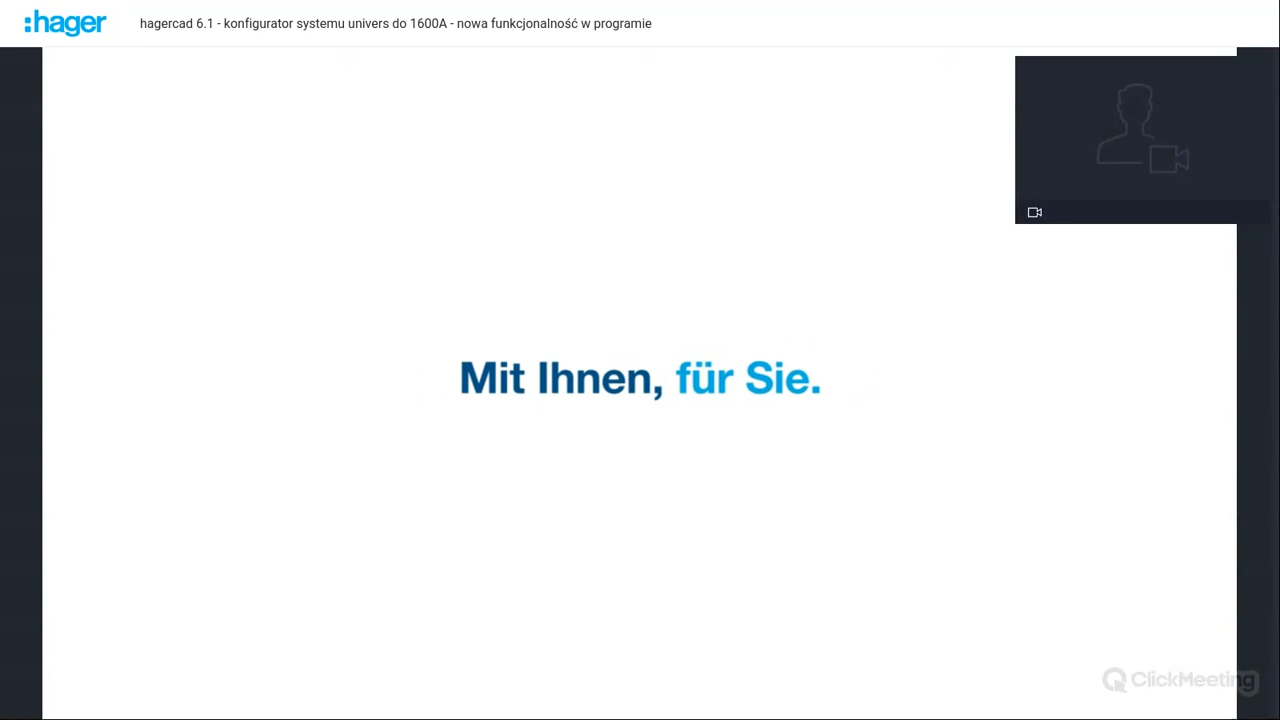 :hager
hagercad 6.1 - konfigurator systemu univers do 1600A - nowa funkcjonalność w programie
Mit Ihnen, für Sie.
ClickMeeting